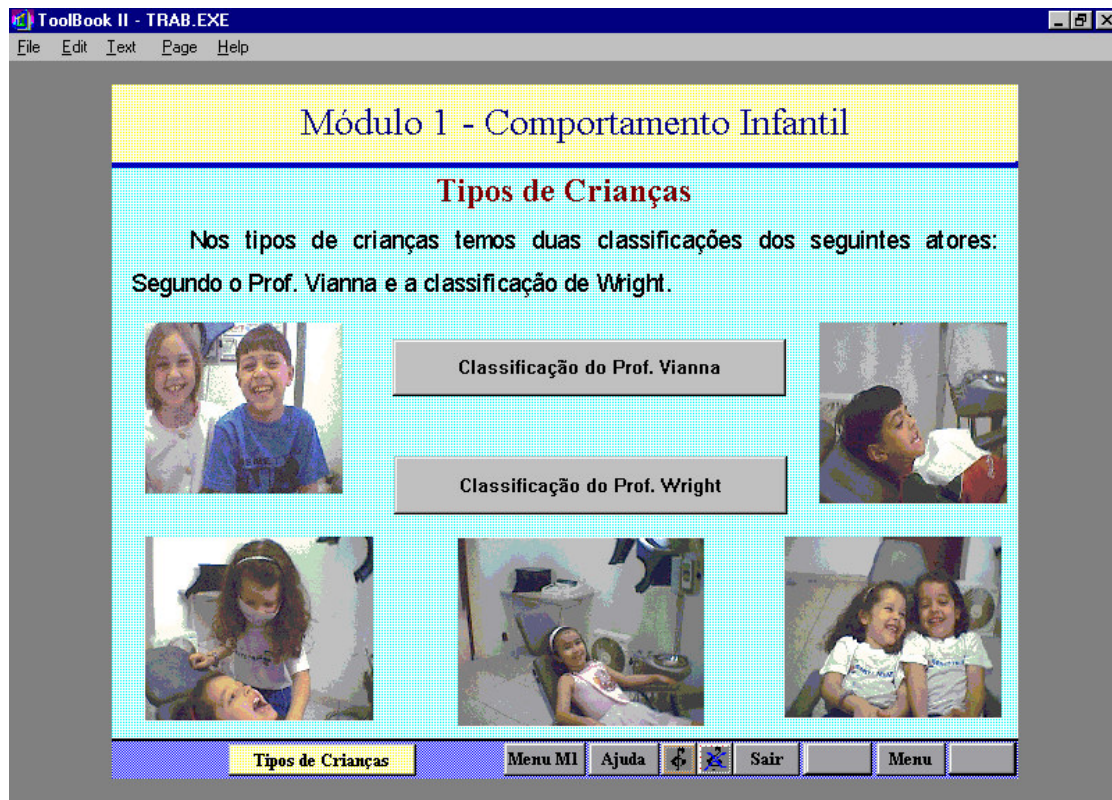 ToolBook II - TRAB.EXE
File Edit Text Page Help
Módulo 1 - Comportamento Infantil
Tipos de Crianças
Nos tipos de crianças temos duas classificações dos seguintes atores:
Segundo o Prof. Vianna e a classificação de Wright.
Classificação do Prof. Vianna
Classificação do Prof. Wright
Tipos de Crianças Menu M1 Ajuda Sair Menu